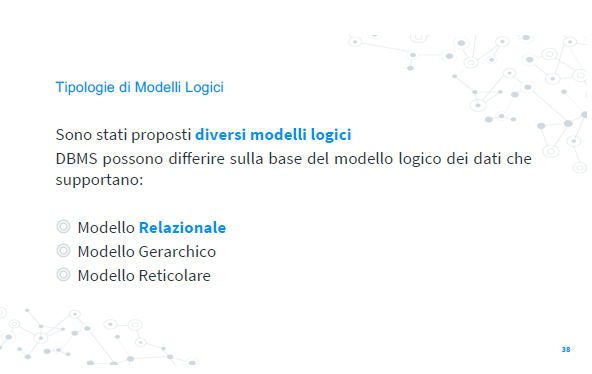 Tipologie di Modelli Logici
Sono stati proposti diversi modelli logici
DBMS possono differire sulla base del modello logico dei dati che
supportano:
Modello Relazionale
Modello Gerarchico
Modello Reticolare
38